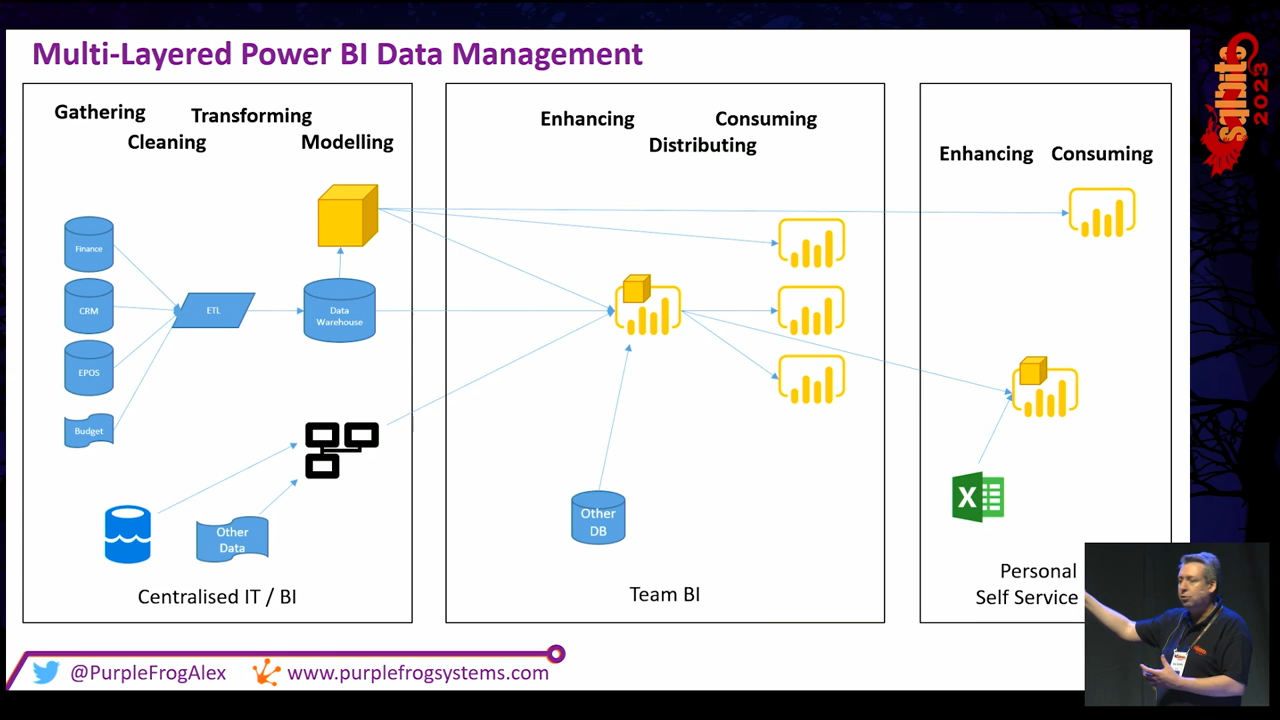 Multi-Layered Power BI Data Management
sqlbits
2023
Gathering
Transforming
Cleaning
Modelling
Enhancing
Consuming
Distributing
Enhancing
Consuming
Finance
CRM
EPOS
Budget
ETL
Data
Warehouse
Other
Data
Other
DB
X
Centralised IT / BI
Team BI
Personal
Self Service
@PurpleFrogAlex
www.purplefrogsystems.com